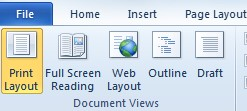 File Home Insert Page Layout
Print Layout
Full Screen Reading
Web Layout
Outline
Draft
Document Views